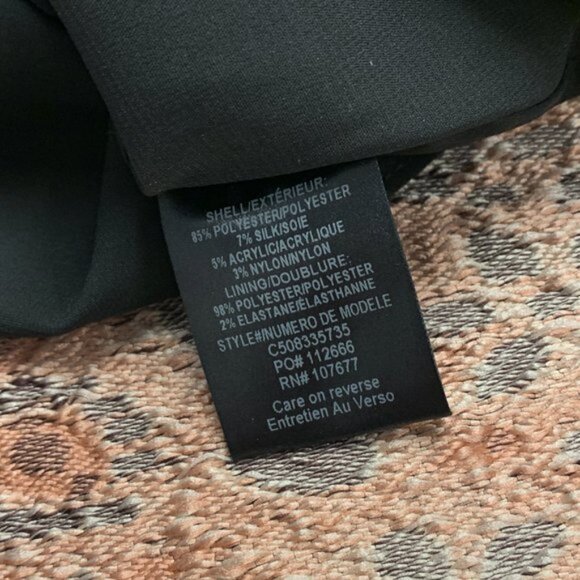 SHELL/EXTÉRIEUR:
85% POLYESTER/POLYESTER
7% SILK/SOIE
5% ACRYLIC/ACRYLIQUE
3% NYLON/NYLON
LINING/DOUBLURE:
98% POLYESTER/POLYESTER
2% ELASTANE/ÉLASTHANNE
STYLE#/NUMERO DE MODELE
C508335735
PO# 112666
RN# 107677
Care on reverse
Entretien Au Verso